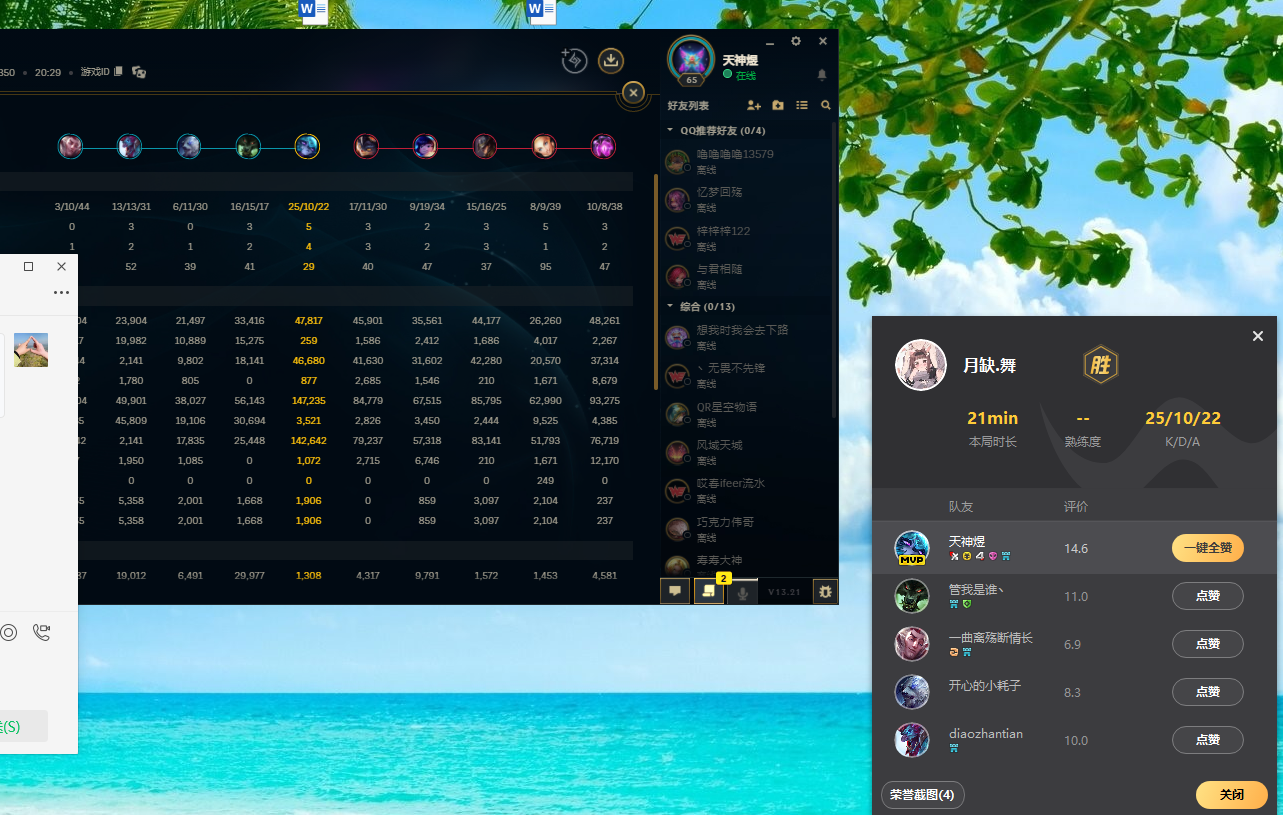 W
W
350 20:29 游戏ID
3/10/44 13/13/31 6/11/30 16/15/17 25/10/22 17/11/30 9/19/34 15/16/25 8/9/39 10/8/38
0 3 0 3 5 3 2 3 5 3
1 2 1 2 4 3 2 3 1 2
52 39 41 29 40 47 37 95 47
04 23,904 21,497 33,416 47,817 45,901 35,561 44,177 26,260 48,261
7 19,982 10,889 15,275 259 1,586 2,412 1,686 4,017 2,267
4 2,141 9,802 18,141 46,680 41,630 31,602 42,280 20,570 37,314
2 1,780 805 0 877 2,685 1,546 210 1,671 8,679
04 49,901 38,027 56,143 147,235 84,779 67,515 85,795 62,990 93,275
5 45,809 19,106 30,694 3,521 2,826 3,450 2,444 9,525 4,385
42 2,141 17,835 25,448 142,642 79,237 57,318 83,141 51,793 76,719
1,950 1,085 0 1,072 2,715 6,746 210 1,671 12,170
0 0 0 0 0 0 0 249 0
5 5,358 2,001 1,668 1,906 0 859 3,097 2,104 237
5 5,358 2,001 1,668 1,906 0 859 3,097 2,104 237
37 19,012 6,491 29,977 1,308 4,317 9,791 1,572 1,453 4,581
(S)
天神煜
65
在线
好友列表
QQ推荐好友 (0/4)
噜噜噜噜13579
离线
忆梦回殇
离线
梓梓梓122
离线
与君相随
离线
综合 (0/13)
想我时我会去下路
离线
丶无畏不先锋
离线
QR星空物语
离线
风城天城
离线
哎春ifeer流水
离线
巧克力伟哥
离线
寿寿大神
2
V13.21
月缺.舞
胜
21min -- 25/10/22
本局时长 熟练度 K/D/A
队友 评价
天神煜
MVP
4
14.6
一键全赞
管我是谁丶
11.0
点赞
一曲离殇断情长
6.9
点赞
开心的小耗子
8.3
点赞
diaozhantian
10.0
点赞
荣誉截图(4)
关闭